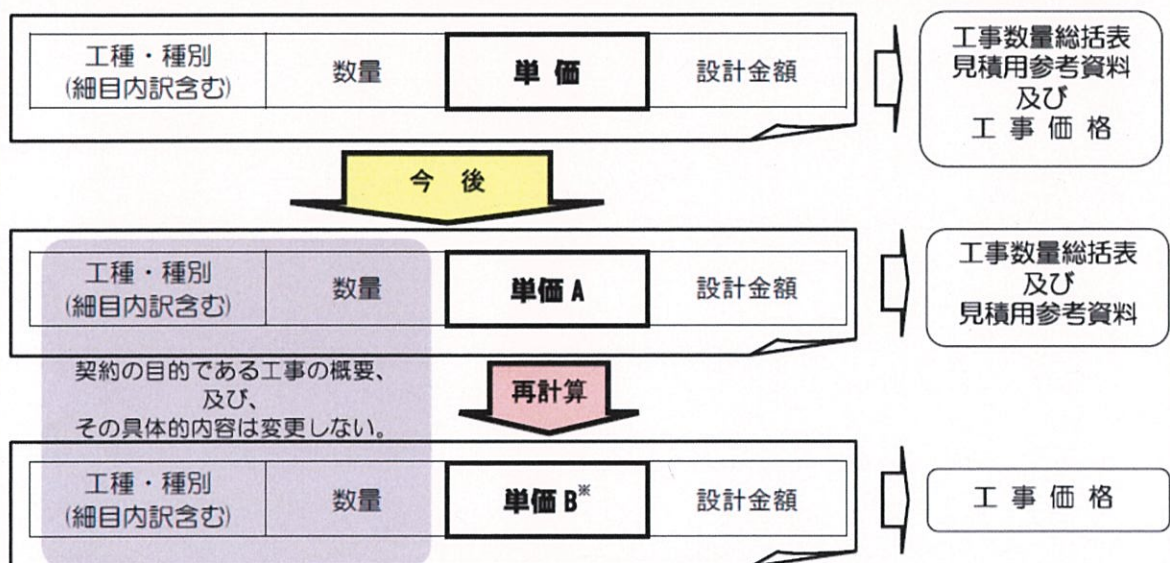 工種・種別
(細目内訳含む)
数量
単価
設計金額
工事数量総括表
見積用参考資料
及び
工事価格
今後
工種・種別
(細目内訳含む)
数量
単価 A
設計金額
工事数量総括表
及び
見積用参考資料
契約の目的である工事の概要、
及び、
その具体的内容は変更しない。
再計算
工種・種別
(細目内訳含む)
数量
単価 B※
設計金額
工事価格